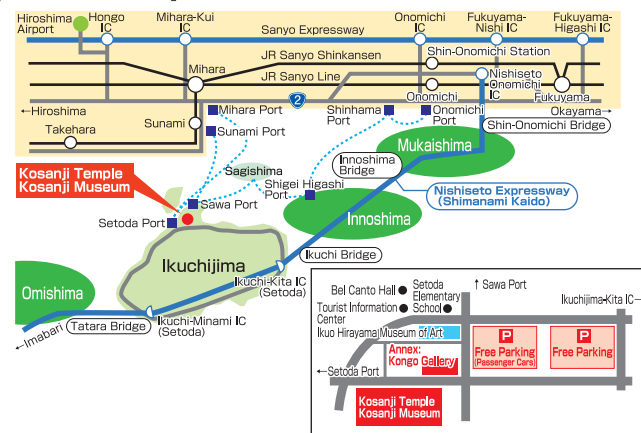 Hiroshima
Airport
Hongo
IC
Mihara-Kui
IC
Onomichi
IC
Fukuyama-
Nishi IC
Fukuyama-
Higashi IC
Sanyo Expressway
Shin-Onomichi Station
JR Sanyo Shinkansen
Mihara
JR Sanyo Line
Nishiseto
Onomichi
IC
Onomichi
Fukuyama
2
←Hiroshima
Okayama→
Mihara Port
Shinhama
Port
Onomichi
Port
Sunami
Sunami Port
Takehara
Shin-Onomichi Bridge
Mukaishima
Innoshima
Bridge
Kosanji Temple
Kosanji Museum
Sagishima
Shigei Higashi
Port
Nishiseto Expressway
(Shimanami Kaido)
Sawa Port
Setoda Port
Innoshima
Ikuchi Bridge
Ikuchijima
Ikuchi-Kita IC
(Setoda)
Omishima
Ikuchi-Minami IC
(Setoda)
Tatara Bridge
←Imabari
Bel Canto Hall
Setoda
Elementary
School
↑Sawa Port
Tourist Information
Center
Ikuchijima-Kita IC→
Ikuo Hirayama Museum of Art
Annex:
Kongo Gallery
P
Free Parking
(Passenger Cars)
P
Free Parking
←Setoda Port
Kosanji Temple
Kosanji Museum